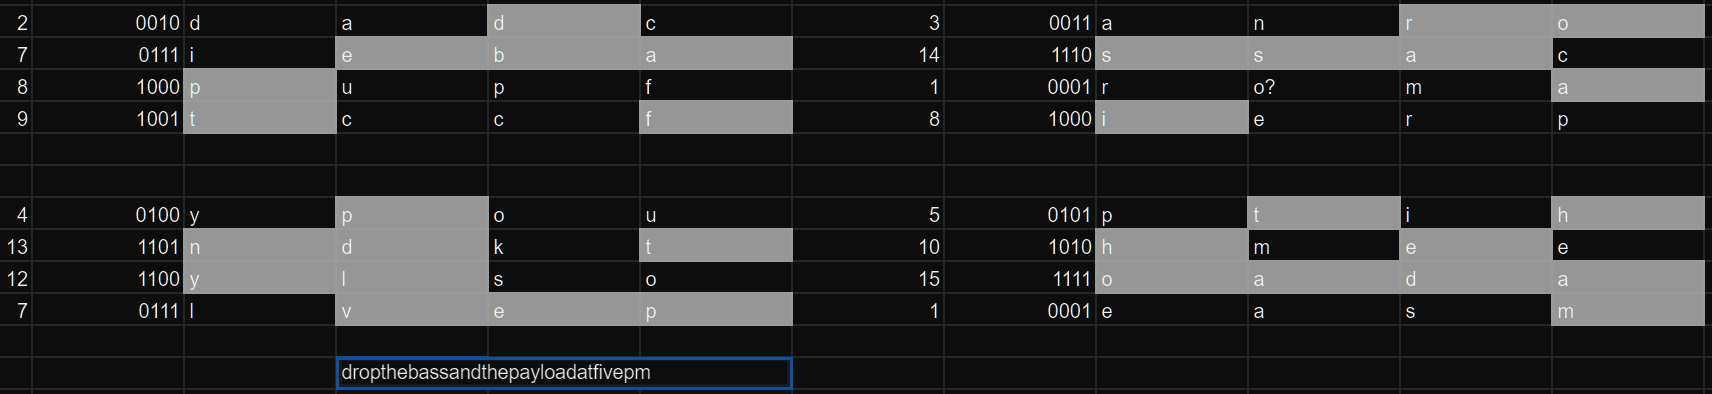 2 0010 d a d c 3 0011 a n r o
7 0111 i e b a 14 1110 s s a c
8 1000 p u p f 1 0001 r o? m a
9 1001 t c c f 8 1000 i e r p
4 0100 y p o u 5 0101 p t i h
13 1101 n d k t 10 1010 h m e e
12 1100 y l s o 15 1111 o a d a
7 0111 l v e p 1 0001 e a s m
dropthebassandthepayloadatfivepm